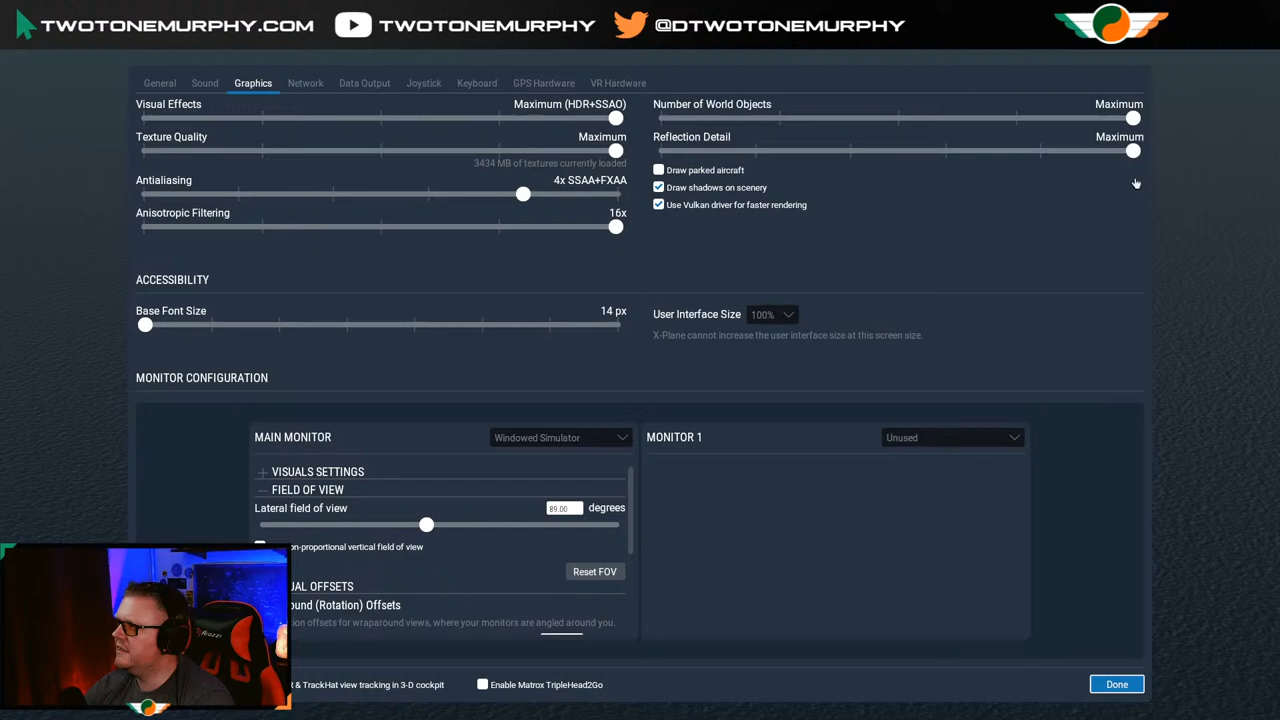 TWOTONEMURPHY.COM TWOTONEMURPHY @DTWOTONEMURPHY
General Sound Graphics Network Data Output Joystick Keyboard GPS Hardware VR Hardware
Visual Effects Maximum (HDR+SSAO)
Number of World Objects Maximum
Texture Quality Maximum
Reflection Detail Maximum
3434 MB of textures currently loaded
Draw parked aircraft
Antialiasing 4x SSAA+FXAA
Draw shadows on scenery
Use Vulkan driver for faster rendering
Anisotropic Filtering 16x
ACCESSIBILITY
Base Font Size 14 px
User Interface Size 100%
X-Plane cannot increase the user interface size at this screen size.
MONITOR CONFIGURATION
MAIN MONITOR Windowed Simulator
MONITOR 1 Unused
VISUALS SETTINGS
FIELD OF VIEW
Lateral field of view 89.00 degrees
on-proportional vertical field of view
Reset FOV
UAL OFFSETS
ound (Rotation) Offsets
ion offsets for wraparound views, where your monitors are angled around you.
R & TrackHat view tracking in 3-D cockpit
Enable Matrox TripleHead2Go
Done